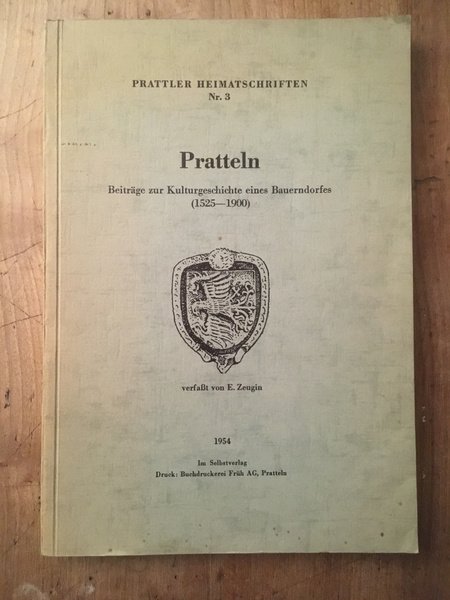 PRATTLER HEIMATSCHRIFTEN
Nr. 3
Pratteln
Beiträge zur Kulturgeschichte eines Bauerndorfes
(1525—1900)
verfaßt von E. Zeugin
1954
Im Selbstverlag
Druck: Buchdruckerei Früh AG, Pratteln